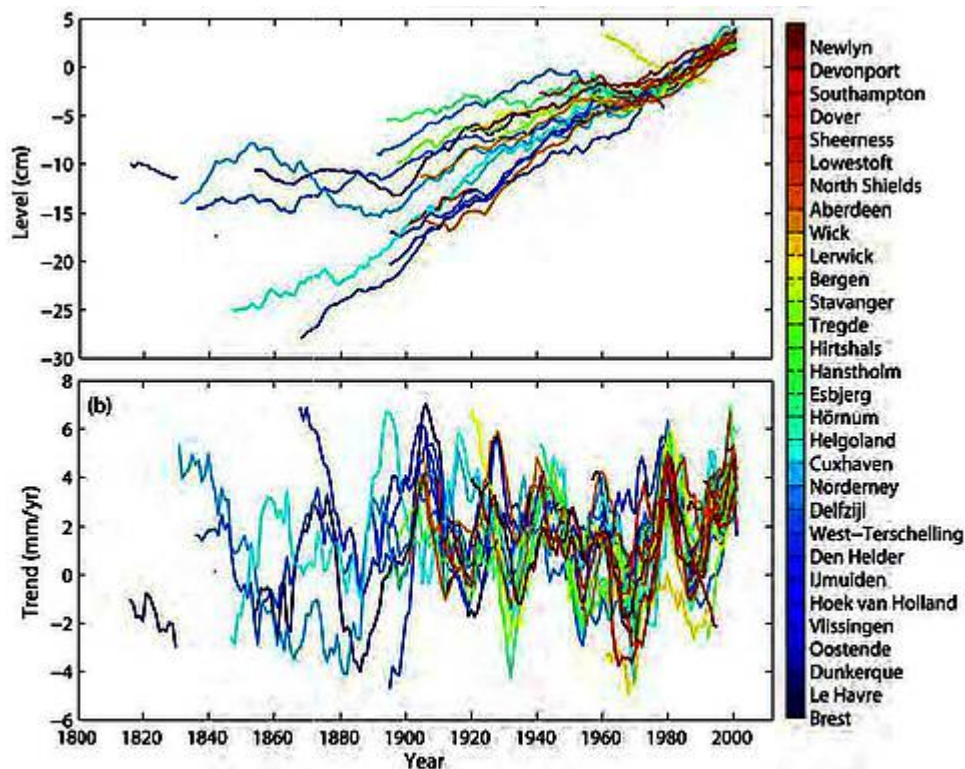 5
0
−5
−10
−15
−20
−25
−30
Level (cm)
8
6
4
2
0
−2
−4
−6
Trend (mm/yr)
(b)
1800 1820 1840 1860 1880 1900 1920 1940 1960 1980 2000
Year
Newlyn
Devonport
Southampton
Dover
Sheerness
Lowestoft
North Shields
Aberdeen
Wick
Lerwick
Bergen
Stavanger
Tregde
Hirtshals
Hanstholm
Esbjerg
Hörnum
Helgoland
Cuxhaven
Norderney
Delfzijl
West−Terschelling
Den Helder
IJmuiden
Hoek van Holland
Vlissingen
Oostende
Dunkerque
Le Havre
Brest